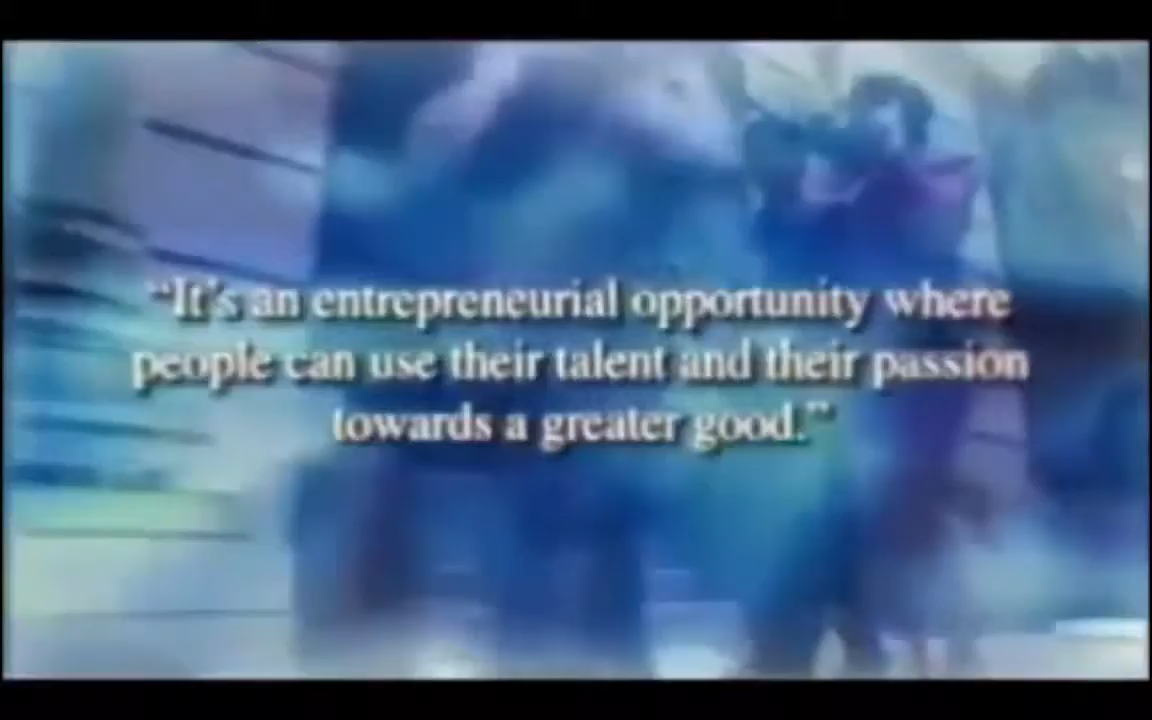 “It’s an entrepreneurial opportunity where
people can use their talent and their passion
towards a greater good.”